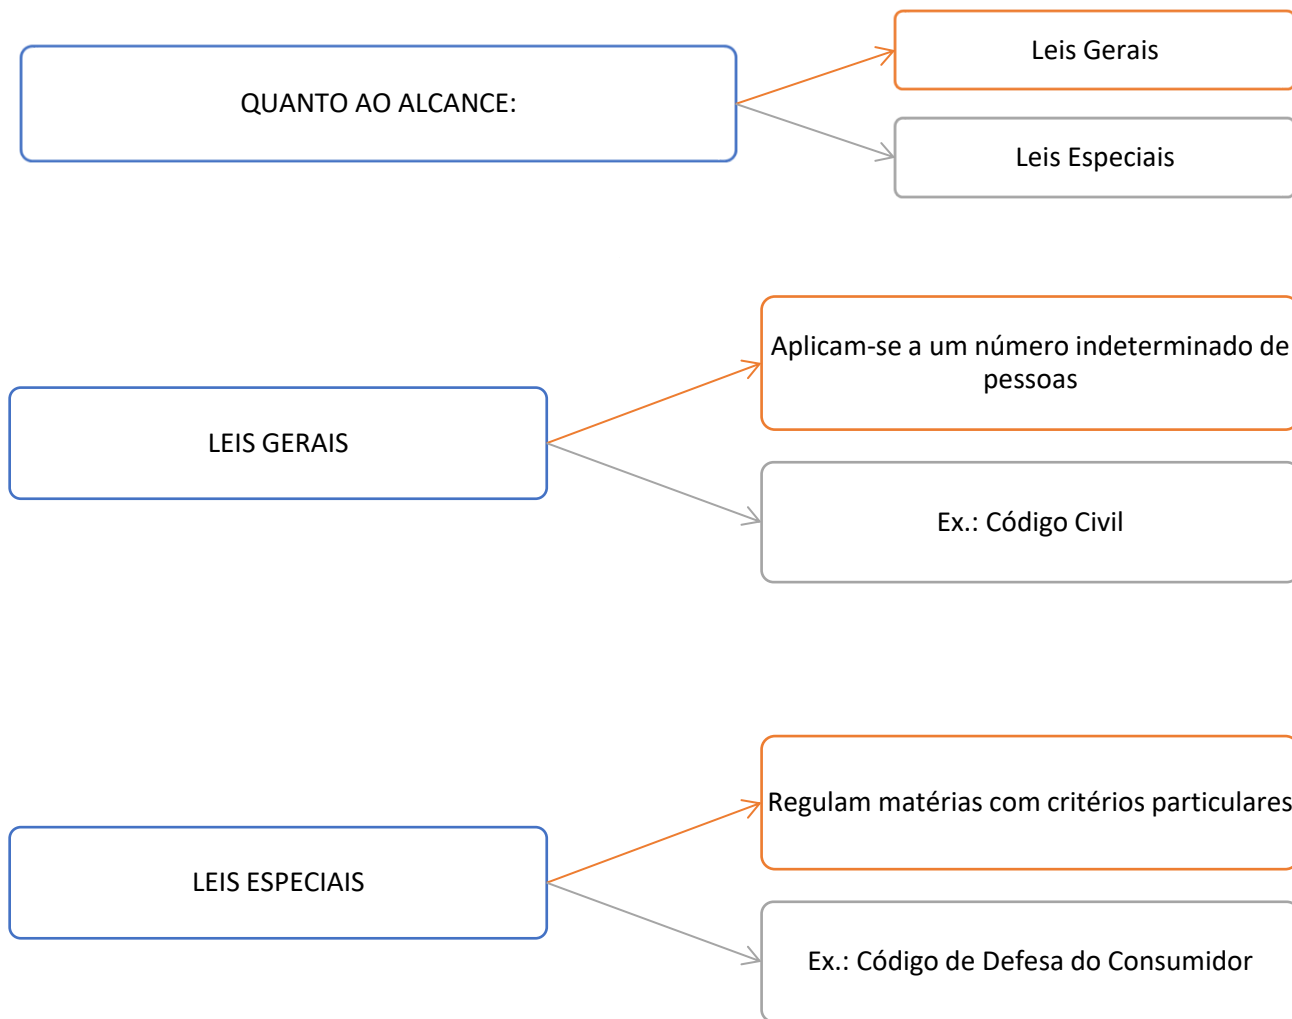 Leis Gerais
QUANTO AO ALCANCE:
Leis Especiais
Aplicam-se a um número indeterminado de
pessoas
LEIS GERAIS
Ex.: Código Civil
Regulam matérias com critérios particulares
LEIS ESPECIAIS
Ex.: Código de Defesa do Consumidor